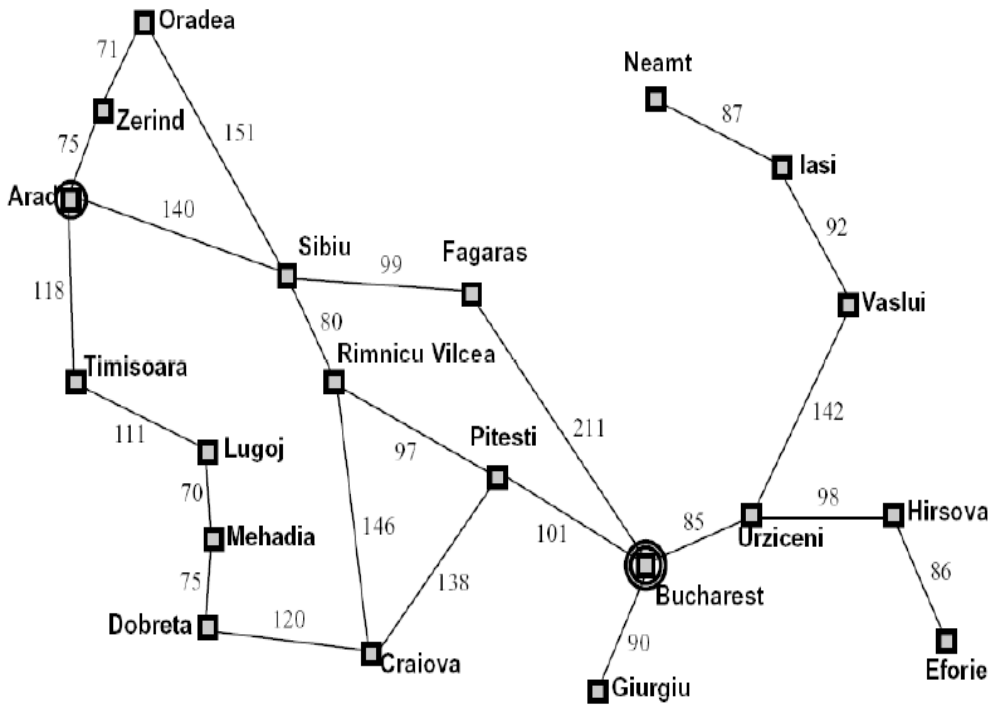 Oradea
71
Neamt
Zerind
87
75
151
Iasi
Arad
140
92
Sibiu
Fagaras
99
118
Vaslui
80
Timisoara
Rimnicu Vilcea
142
111
Lugoj
97
Pitesti
211
70
98
Hirsova
146
101
85
Urziceni
Mehadia
86
75
138
Bucharest
Dobreta
120
90
Craiova
Eforie
Giurgiu